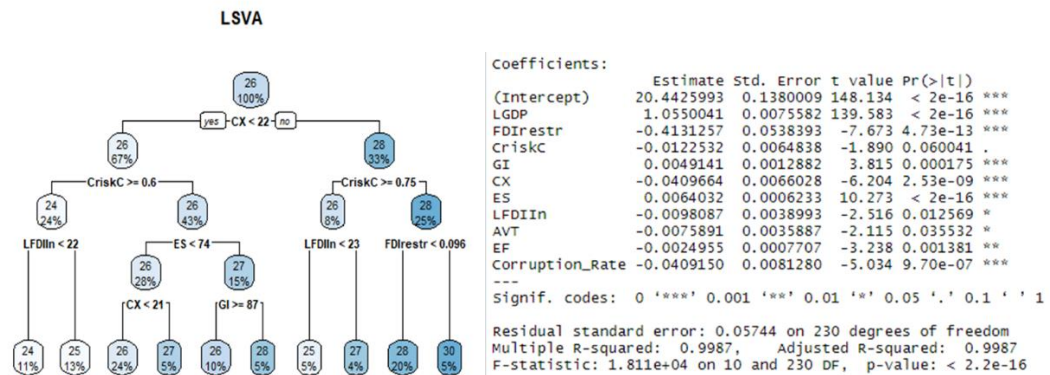 LSVA
26
100%
yes CX < 22 no
26
67%
28
33%
CriskC >= 0.6
CriskC >= 0.75
24
24%
26
43%
26
8%
28
25%
LFDIIn < 22
ES < 74
LFDIIn < 23
FDIrestr < 0.096
26
28%
27
15%
CX < 21
GI >= 87
24
11%
25
13%
26
24%
27
5%
26
10%
28
5%
25
5%
27
4%
28
20%
30
5%
Coefficients:
Estimate Std. Error t value Pr(>|t|)
(Intercept) 20.4425993 0.1380009 148.134 < 2e-16 ***
LGDP 1.0550041 0.0075582 139.583 < 2e-16 ***
FDIrestr -0.4131257 0.0538393 -7.673 4.73e-13 ***
CriskC -0.0122532 0.0064838 -1.890 0.060041 .
GI 0.0049141 0.0012882 3.815 0.000175 ***
CX -0.0409664 0.0066028 -6.204 2.53e-09 ***
ES 0.0064032 0.0006233 10.273 < 2e-16 ***
LFDIIn -0.0098087 0.0038993 -2.516 0.012569 *
AVT -0.0075891 0.0035887 -2.115 0.035532 *
EF -0.0024955 0.0007707 -3.238 0.001381 **
Corruption_Rate -0.0409150 0.0081280 -5.034 9.70e-07 ***
---
Signif. codes: 0 ‘***’ 0.001 ‘**’ 0.01 ‘*’ 0.05 ‘.’ 0.1 ‘ ’ 1
Residual standard error: 0.05744 on 230 degrees of freedom
Multiple R-squared: 0.9987, Adjusted R-squared: 0.9987
F-statistic: 1.811e+04 on 10 and 230 DF, p-value: < 2.2e-16